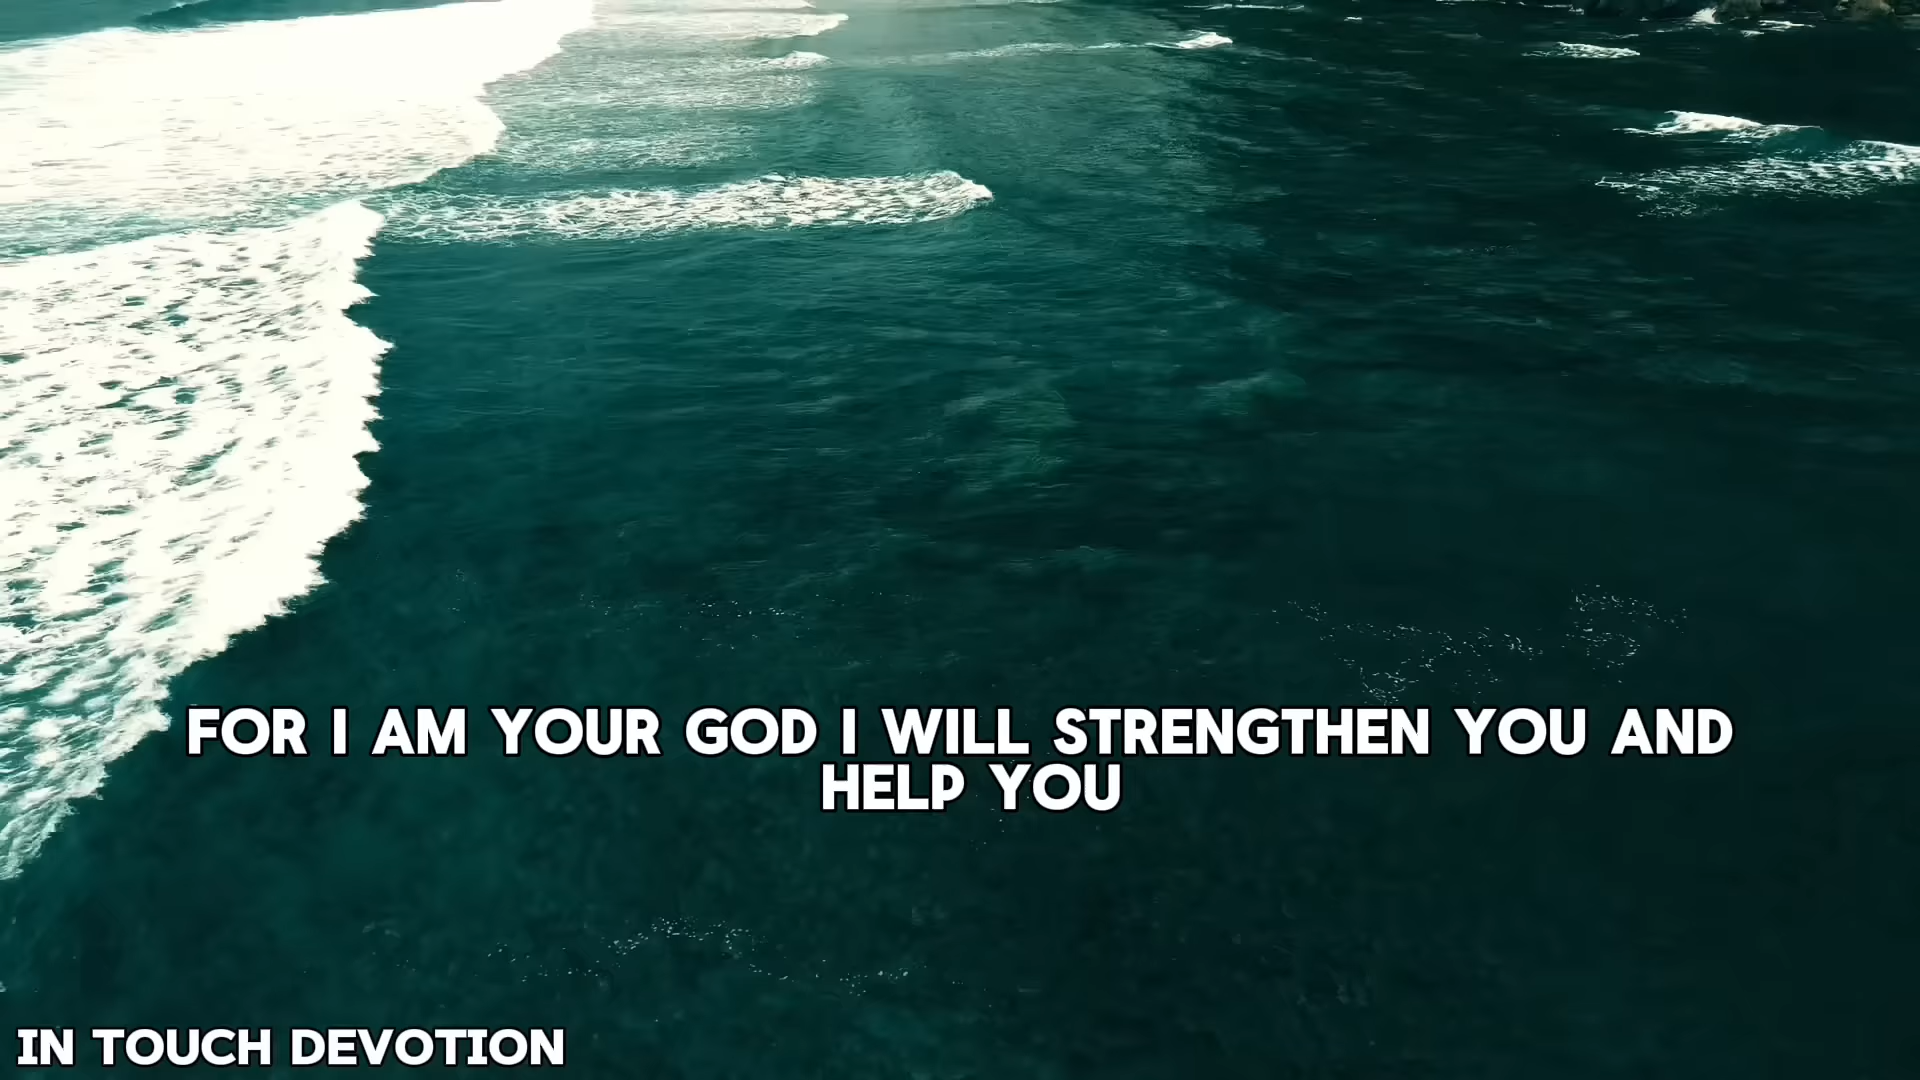 FOR I AM YOUR GOD I WILL STRENGTHEN YOU AND
HELP YOU
IN TOUCH DEVOTION